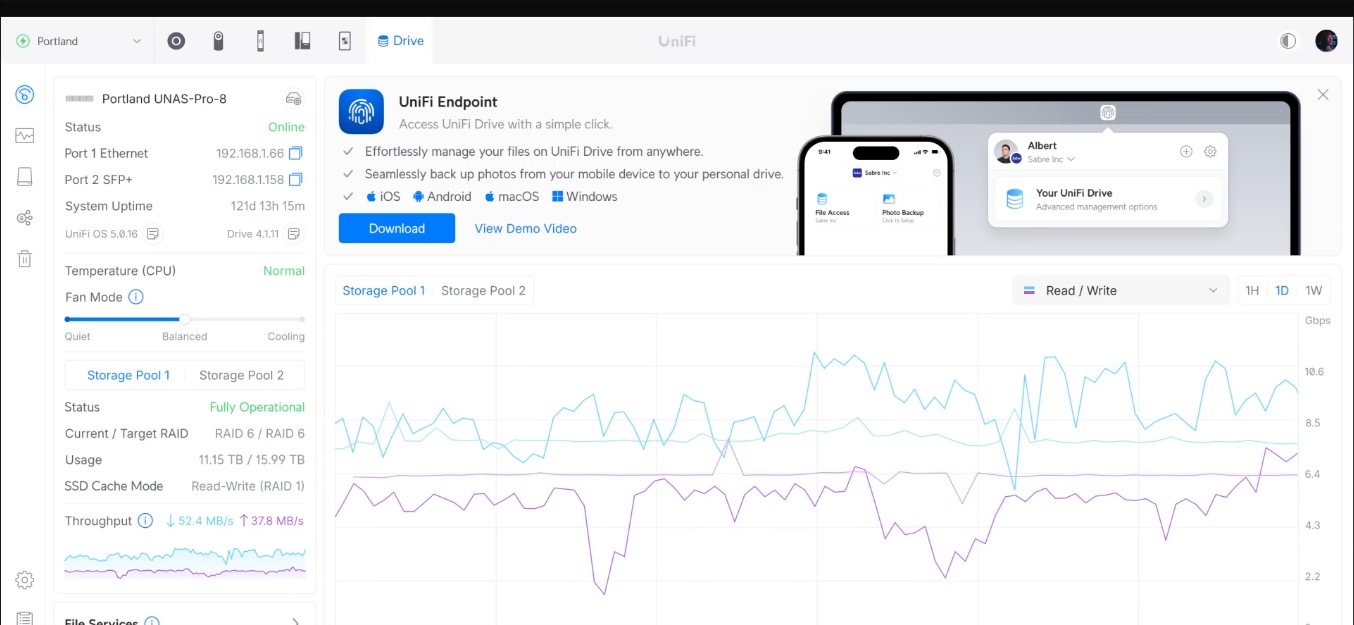 Portland
Drive
UniFi
Portland UNAS-Pro-8
Status Online
Port 1 Ethernet 192.168.1.66
Port 2 SFP+ 192.168.1.158
System Uptime 121d 13h 15m
UniFi OS 5.0.16 Drive 4.1.11
Temperature (CPU) Normal
Fan Mode
Quiet Balanced Cooling
Storage Pool 1 Storage Pool 2
Status Fully Operational
Current / Target RAID RAID 6 / RAID 6
Usage 11.15 TB / 15.99 TB
SSD Cache Mode Read-Write (RAID 1)
Throughput ↓ 52.4 MB/s ↑ 37.8 MB/s
File Services
UniFi Endpoint
Access UniFi Drive with a simple click.
Effortlessly manage your files on UniFi Drive from anywhere.
Seamlessly back up photos from your mobile device to your personal drive.
iOS Android macOS Windows
Download View Demo Video
9:41
Sabre Inc
File Access Photo Backup
Sabre Inc Click to Setup
Albert
Sabre Inc
Your UniFi Drive
Advanced management options
Storage Pool 1 Storage Pool 2
Read / Write
1H 1D 1W
Gbps
10.6
8.5
6.4
4.3
2.2